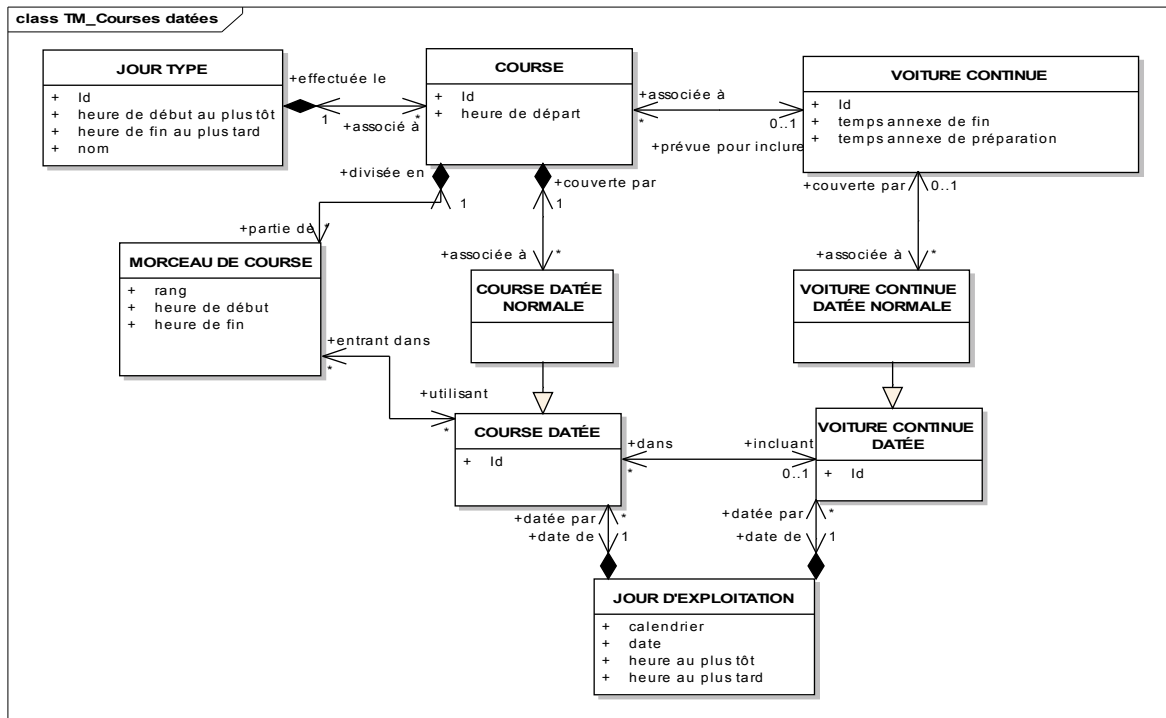 class TM_Courses datées
JOUR TYPE
+ Id
+ heure de début au plus tôt
+ heure de fin au plus tard
+ nom
+effectuée le
1
+associé à
*
COURSE
+ Id
+ heure de départ
+associée à
*
0..1
+prévue pour inclure
VOITURE CONTINUE
+ Id
+ temps annexe de fin
+ temps annexe de préparation
+divisée en
1
+partie de
*
+couverte par
1
+associée à
*
+couverte par
0..1
+associée à
*
MORCEAU DE COURSE
+ rang
+ heure de début
+ heure de fin
COURSE DATÉE
NORMALE
VOITURE CONTINUE
DATÉE NORMALE
+entrant dans
*
+utilisant
*
COURSE DATÉE
+ Id
+dans
*
+incluant
0..1
VOITURE CONTINUE
DATÉE
+ Id
+datée par
*
+date de
1
+datée par
*
+date de
1
JOUR D'EXPLOITATION
+ calendrier
+ date
+ heure au plus tôt
+ heure au plus tard